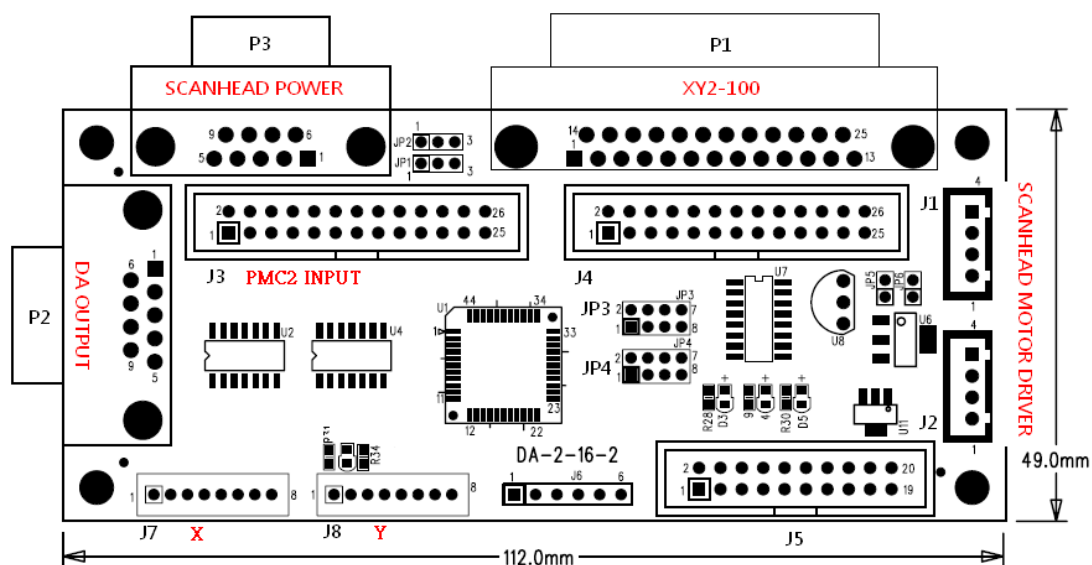 P3
P1
SCANHEAD POWER
XY2-100
9 6
5 1
1
JP2 3
JP1 3
1
14 25
1 13
2 26
1 25
2 26
1 25
J3 PMC2 INPUT
J4
J1
4
1
SCANHEAD MOTOR DRIVER
P2
DA OUTPUT
1
6
9
5
U2
U4
44 34
U1
1 33
11 23
12 22
JP3
JP3
2 7
1 8
JP4
JP4
2 7
1 8
U7
U8
JP5
JP6
U6
4
J2
1
R28
D3
+
9
4
+
R30
D5
+
U11
R31
R34
DA-2-16-2
J6
1 6
2 20
1 19
1 8
1 8
J7 X
J8 Y
J5
49.0mm
112.0mm